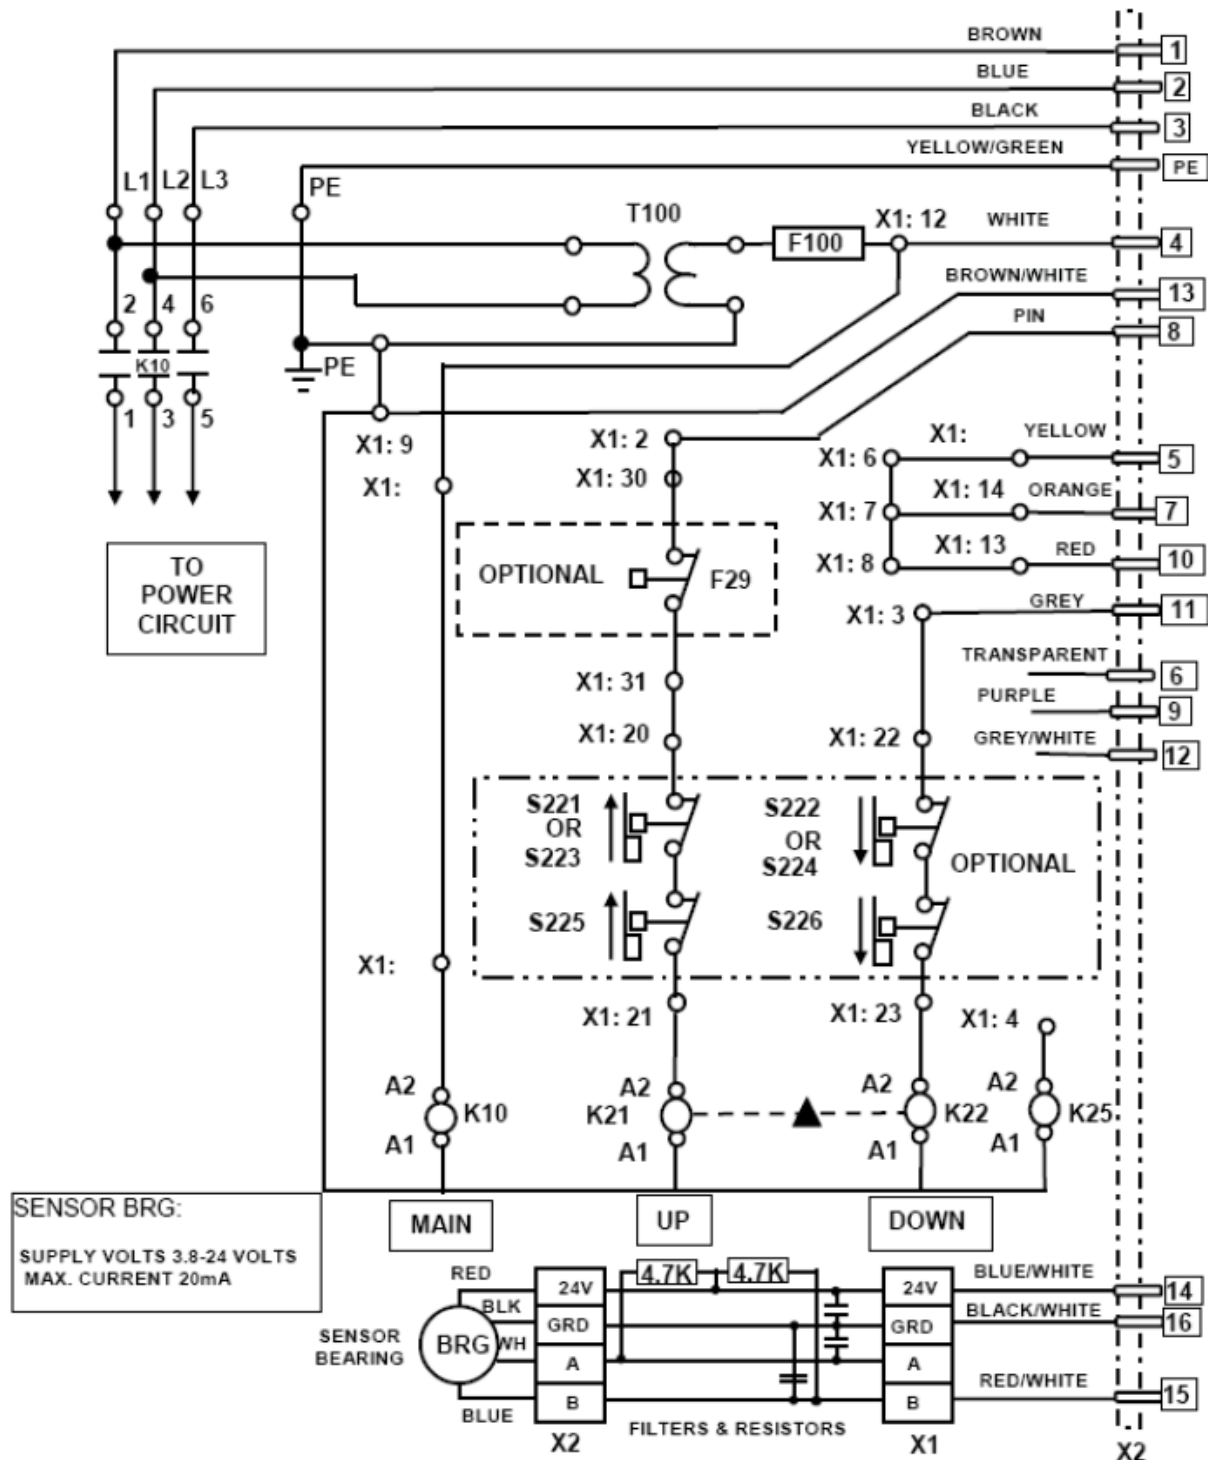 BROWN
1
BLUE
2
BLACK
3
YELLOW/GREEN
PE
L1 L2 L3
PE
T100
X1: 12
WHITE
4
F100
BROWN/WHITE
13
PIN
8
2 4 6
K10
PE
1 3 5
X1: 9
X1: 2
X1:
YELLOW
5
X1: 6
X1:
X1: 30
X1: 14
ORANGE
7
X1: 7
X1: 13
RED
10
X1: 8
TO
POWER
CIRCUIT
OPTIONAL
F29
X1: 3
GREY
11
TRANSPARENT
6
X1: 31
PURPLE
9
X1: 20
X1: 22
GREY/WHITE
12
S221
OR
S223
S222
OR
S224
OPTIONAL
S225
S226
X1:
X1: 21
X1: 23
X1: 4
A2
K10
A1
A2
K21
A1
A2
K22
A1
A2
K25
A1
MAIN
UP
DOWN
SENSOR BRG:
SUPPLY VOLTS 3.8-24 VOLTS
MAX. CURRENT 20mA
RED
24V
4.7K
4.7K
24V
BLUE/WHITE
14
BLK
GRD
GRD
BLACK/WHITE
16
SENSOR
BEARING
BRG
WH
A
A
BLUE
B
B
RED/WHITE
15
FILTERS & RESISTORS
X2
X1
X2